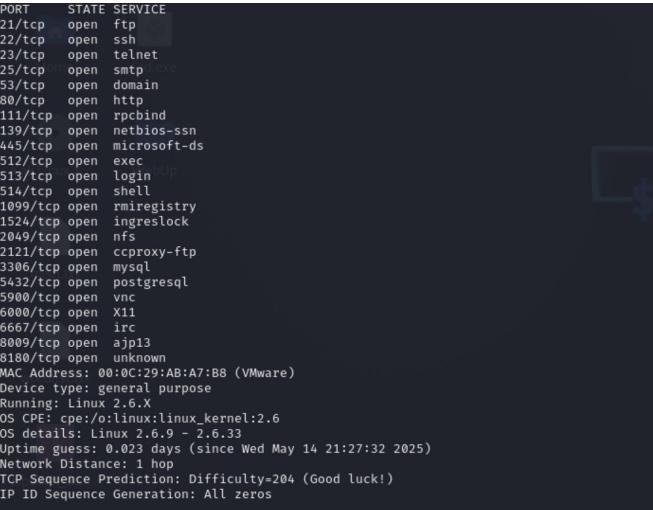 PORT STATE SERVICE
21/tcp open ftp
22/tcp open ssh
23/tcp open telnet
25/tcp open smtp
53/tcp open domain
80/tcp open http
111/tcp open rpcbind
139/tcp open netbios-ssn
445/tcp open microsoft-ds
512/tcp open exec
513/tcp open login
514/tcp open shell
1099/tcp open rmiregistry
1524/tcp open ingreslock
2049/tcp open nfs
2121/tcp open ccproxy-ftp
3306/tcp open mysql
5432/tcp open postgresql
5900/tcp open vnc
6000/tcp open X11
6667/tcp open irc
8009/tcp open ajp13
8180/tcp open unknown
MAC Address: 00:0C:29:AB:A7:B8 (VMware)
Device type: general purpose
Running: Linux 2.6.X
OS CPE: cpe:/o:linux:linux_kernel:2.6
OS details: Linux 2.6.9 - 2.6.33
Uptime guess: 0.023 days (since Wed May 14 21:27:32 2025)
Network Distance: 1 hop
TCP Sequence Prediction: Difficulty=204 (Good luck!)
IP ID Sequence Generation: All zeros